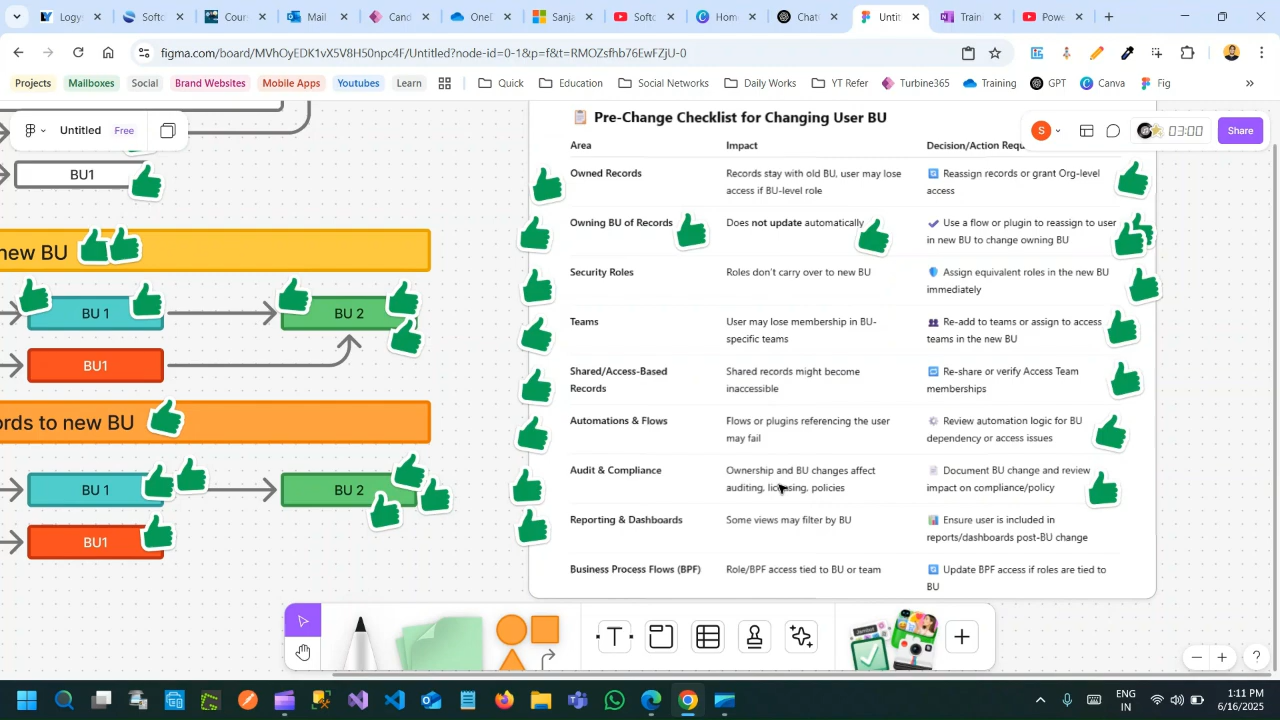 Mayl
Cours
Cand
OneD
Sanja
Softc
Hom
Chat
Untit
Train
Powe
figma.com/board/MVhOyEDK1vX5V8H50npc4F/Untitled?node-id=0-1&p=f&t=RMOZsfhb76EwFZjU-0
Projects
Mailboxes
Social
Brand Websites
Mobile Apps
Youtubes
Learn
Quick
Education
Social Networks
Daily Works
YT Refer
Turbine365
Training
GPT
Canva
Fig
Untitled
Free
S
03:00
Share
BU1
new BU
BU 1
BU 2
BU1
ords to new BU
BU 1
BU 2
BU1
Pre-Change Checklist for Changing User BU
Area Impact Decision/Action Requ
Owned Records
Records stay with old BU, user may lose
access if BU-level role
Reassign records or grant Org-level
access
Owning BU of Records
Does not update automatically
Use a flow or plugin to reassign to user
in new BU to change owning BU
Security Roles
Roles don't carry over to new BU
Assign equivalent roles in the new BU
immediately
Teams
User may lose membership in BU-
specific teams
Re-add to teams or assign to access
teams in the new BU
Shared/Access-Based
Records
Shared records might become
inaccessible
Re-share or verify Access Team
memberships
Automations & Flows
Flows or plugins referencing the user
may fail
Review automation logic for BU
dependency or access issues
Audit & Compliance
Ownership and BU changes affect
auditing, licensing, policies
Document BU change and review
impact on compliance/policy
Reporting & Dashboards
Some views may filter by BU
Ensure user is included in
reports/dashboards post-BU change
Business Process Flows (BPF)
Role/BPF access tied to BU or team
Update BPF access if roles are tied to
BU
ENG
IN
1:11 PM
6/16/2025